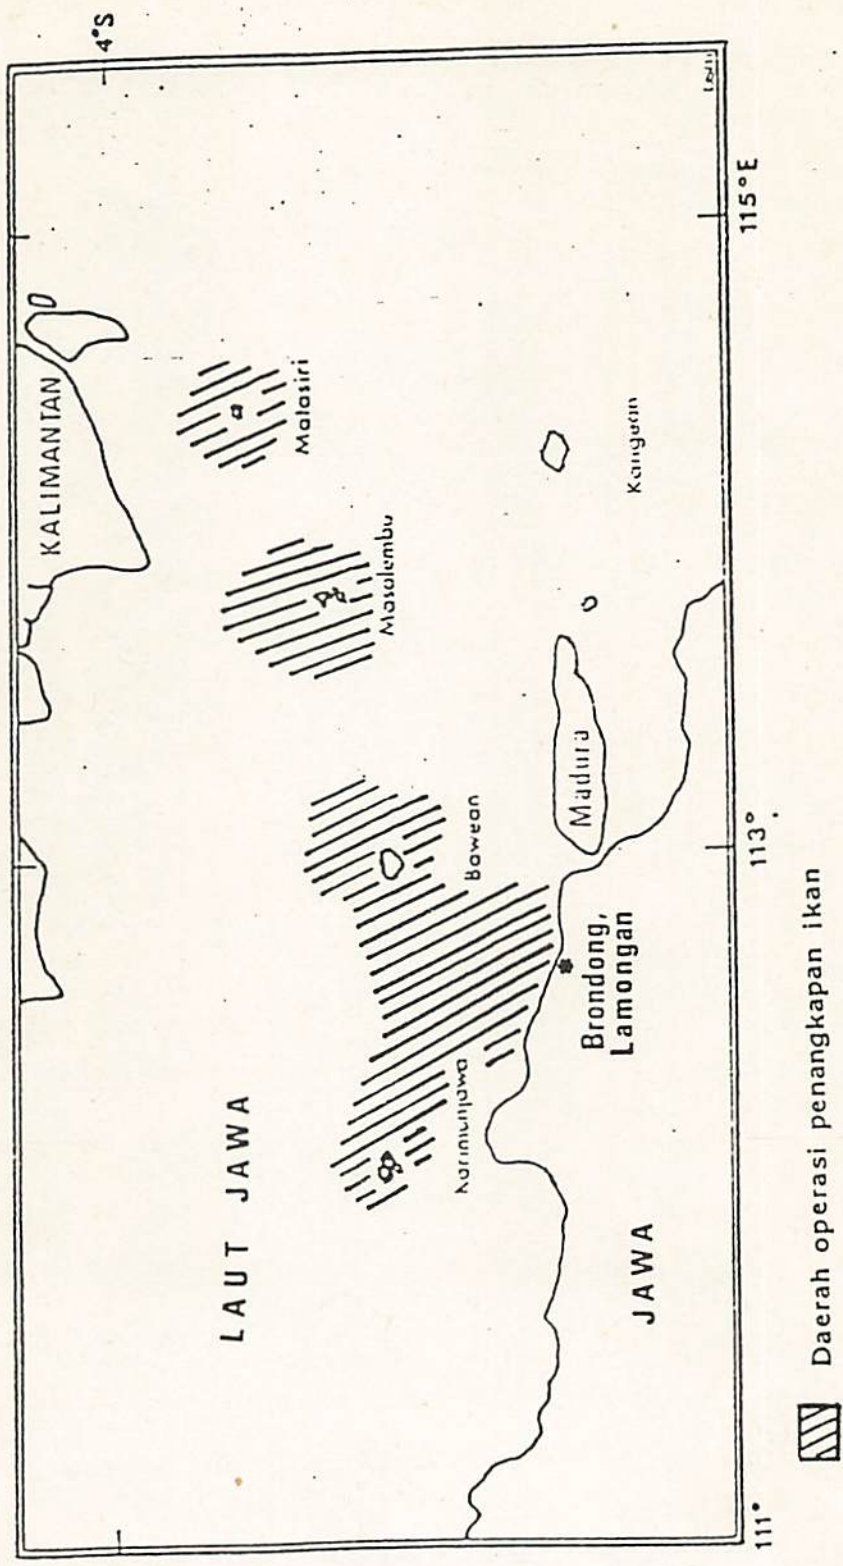 4°S
KALIMANTAN
LAUT JAWA
Matasiri
Masalembu
Bawean
Karimunjawa
Kangean
Madura
Brondong,
Lamongan
JAWA
111°
113°
115°E
Daerah operasi penangkapan ikan